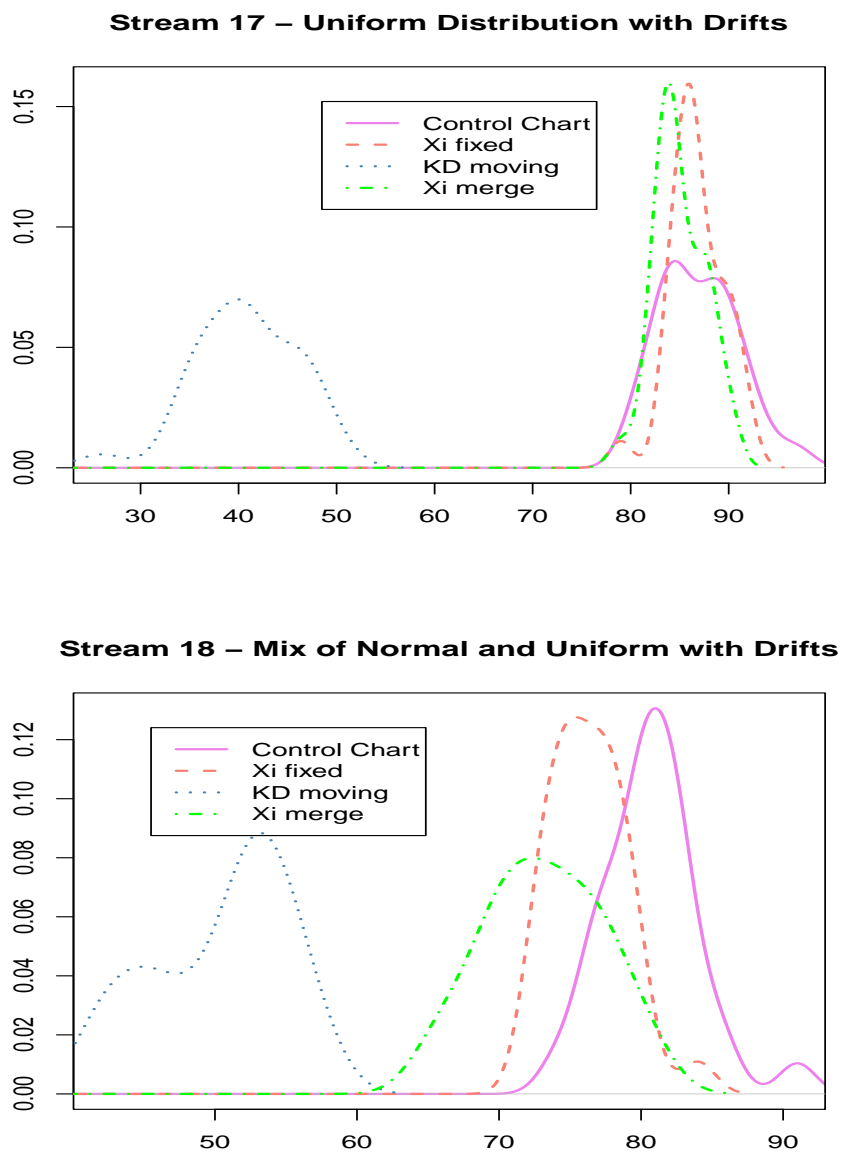 Stream 17 – Uniform Distribution with Drifts
0.15
0.10
0.05
0.00
Control Chart
Xi fixed
KD moving
Xi merge
30 40 50 60 70 80 90
Stream 18 – Mix of Normal and Uniform with Drifts
0.12
0.10
0.08
0.06
0.04
0.02
0.00
Control Chart
Xi fixed
KD moving
Xi merge
50 60 70 80 90